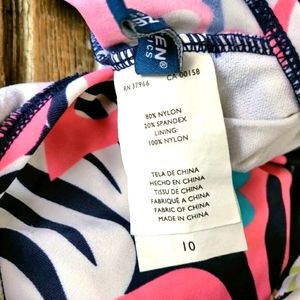 RN 37966 CA 00158
80% NYLON
20% SPANDEX
LINING:
100% NYLON
TELA DE CHINA
HECHO EN CHINA
TISSU DE CHINA
FABRIQUÉ A CHINA
FABRIC OF CHINA
MADE IN CHINA
10